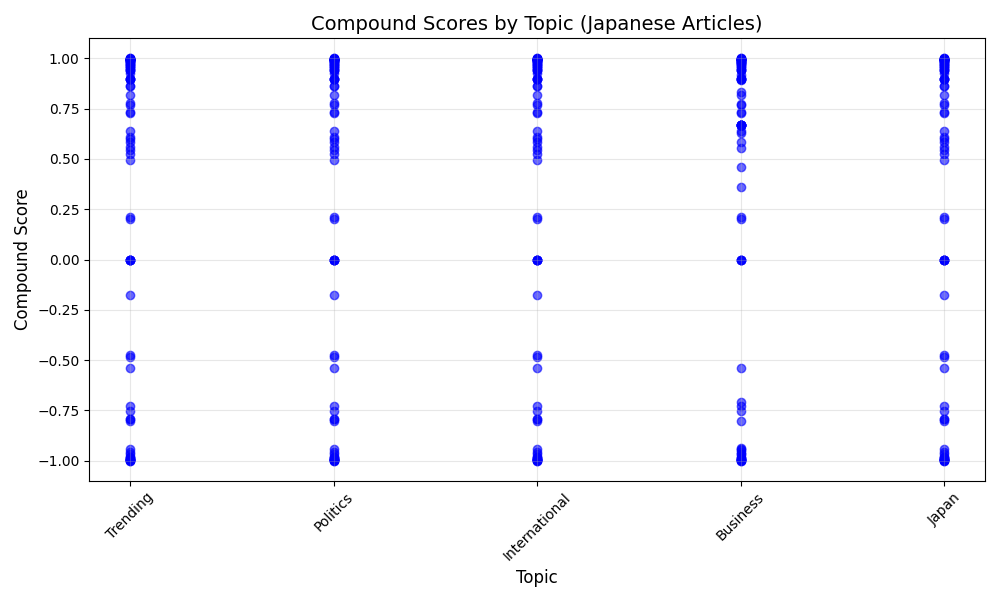 Compound Scores by Topic (Japanese Articles)
Compound Score
1.00
0.75
0.50
0.25
0.00
−0.25
−0.50
−0.75
−1.00
Trending
Politics
International
Business
Japan
Topic